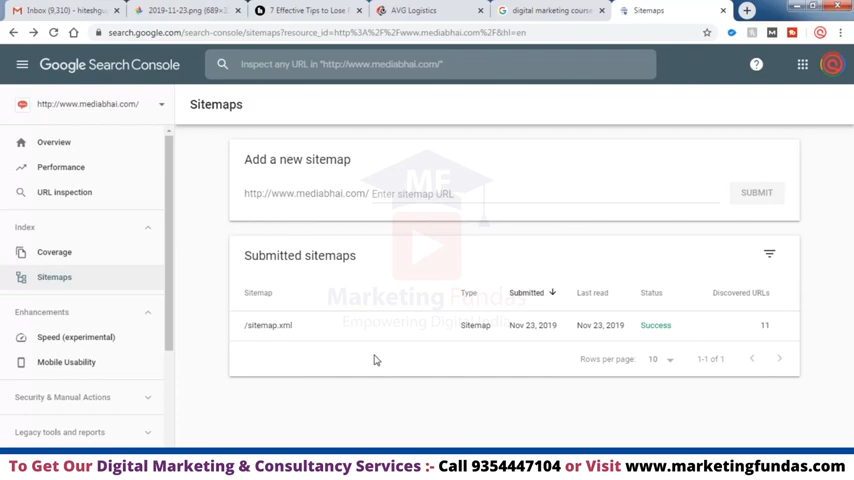 Inbox (9,310) - hiteshgu
2019-11-23.png (689×3
7 Effective Tips to Lose F
AVG Logistics
digital marketing course
Sitemaps
search.google.com/search-console/sitemaps?resource_id=http%3A%2F%2Fwww.mediabhai.com%2F&hl=en
Google Search Console
Inspect any URL in "http://www.mediabhai.com/"
http://www.mediabhai.com/
Sitemaps
Overview
Performance
URL inspection
Index
Coverage
Sitemaps
Enhancements
Speed (experimental)
Mobile Usability
Security & Manual Actions
Legacy tools and reports
Add a new sitemap
http://www.mediabhai.com/ Enter sitemap URL
SUBMIT
MF
Submitted sitemaps
Sitemap Type Submitted Last read Status Discovered URLs
Marketing Fundas
Empowering Digital India
/sitemap.xml Sitemap Nov 23, 2019 Nov 23, 2019 Success 11
Rows per page: 10 1-1 of 1
To Get Our Digital Marketing & Consultancy Services :- Call 9354447104 or Visit www.marketingfundas.com